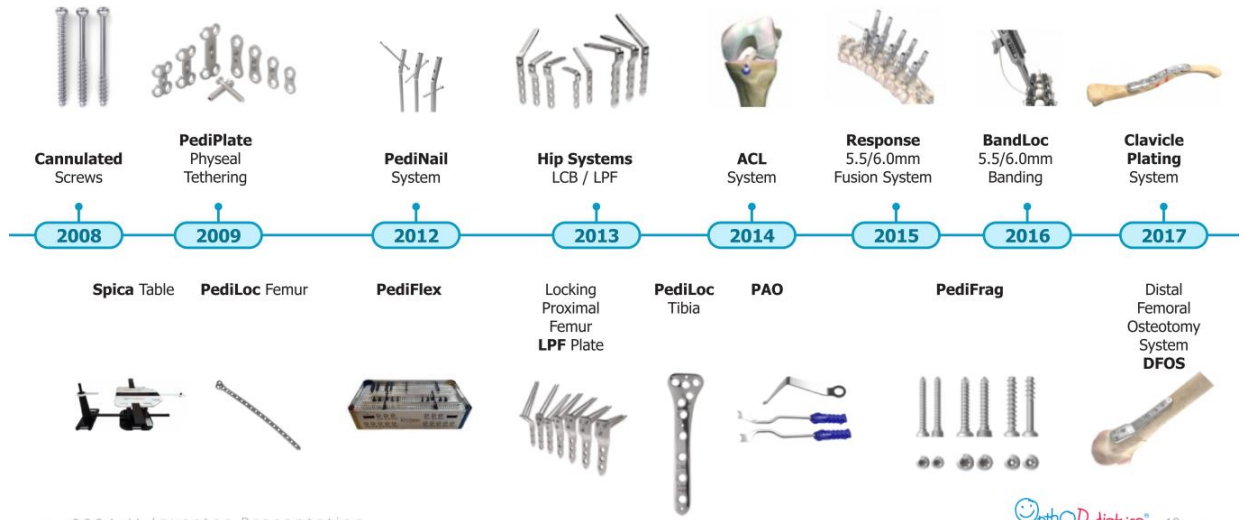 Cannulated
Screws
PediPlate
Physeal
Tethering
PediNail
System
Hip Systems
LCB / LPF
ACL
System
Response
5.5/6.0mm
Fusion System
BandLoc
5.5/6.0mm
Banding
Clavicle
Plating
System
2008
2009
2012
2013
2014
2015
2016
2017
Spica Table
PediLoc Femur
PediFlex
Locking
Proximal
Femur
LPF Plate
PediLoc
Tibia
PAO
PediFrag
Distal
Femoral
Osteotomy
System
DFOS